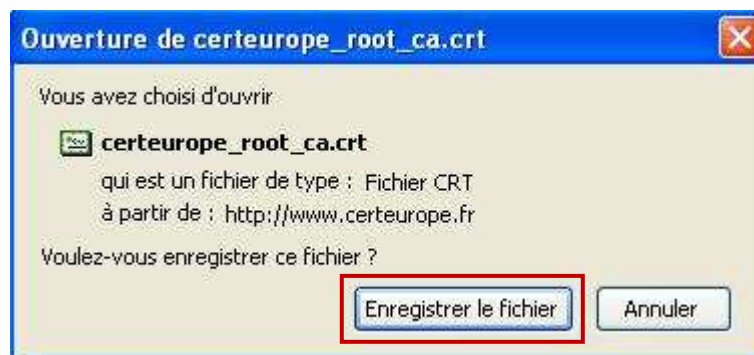 Ouverture de certeurope_root_ca.crt
Vous avez choisi d'ouvrir
certeurope_root_ca.crt
qui est un fichier de type : Fichier CRT
à partir de : http://www.certeurope.fr
Voulez-vous enregistrer ce fichier ?
Enregistrer le fichier Annuler